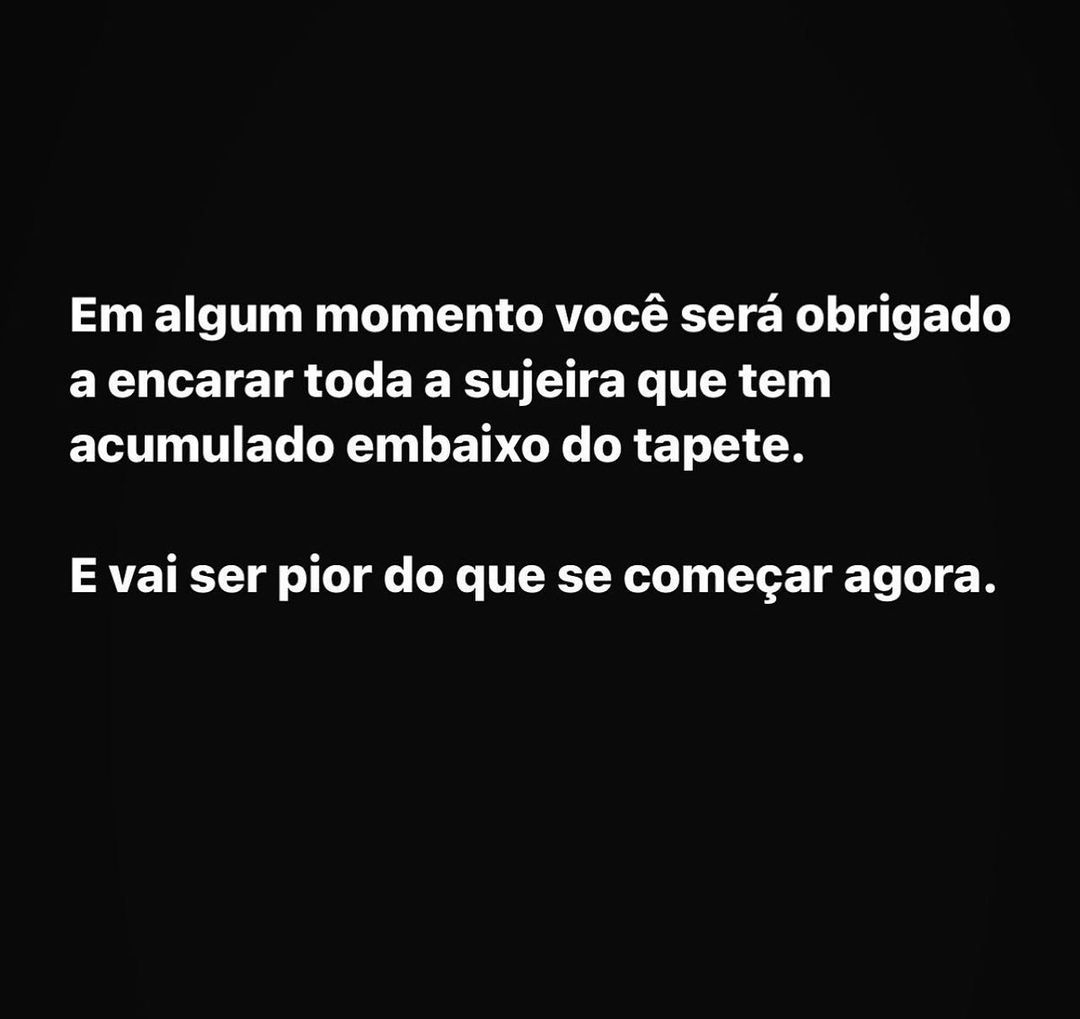 Em algum momento você será obrigado
a encarar toda a sujeira que tem
acumulado embaixo do tapete.
E vai ser pior do que se começar agora.